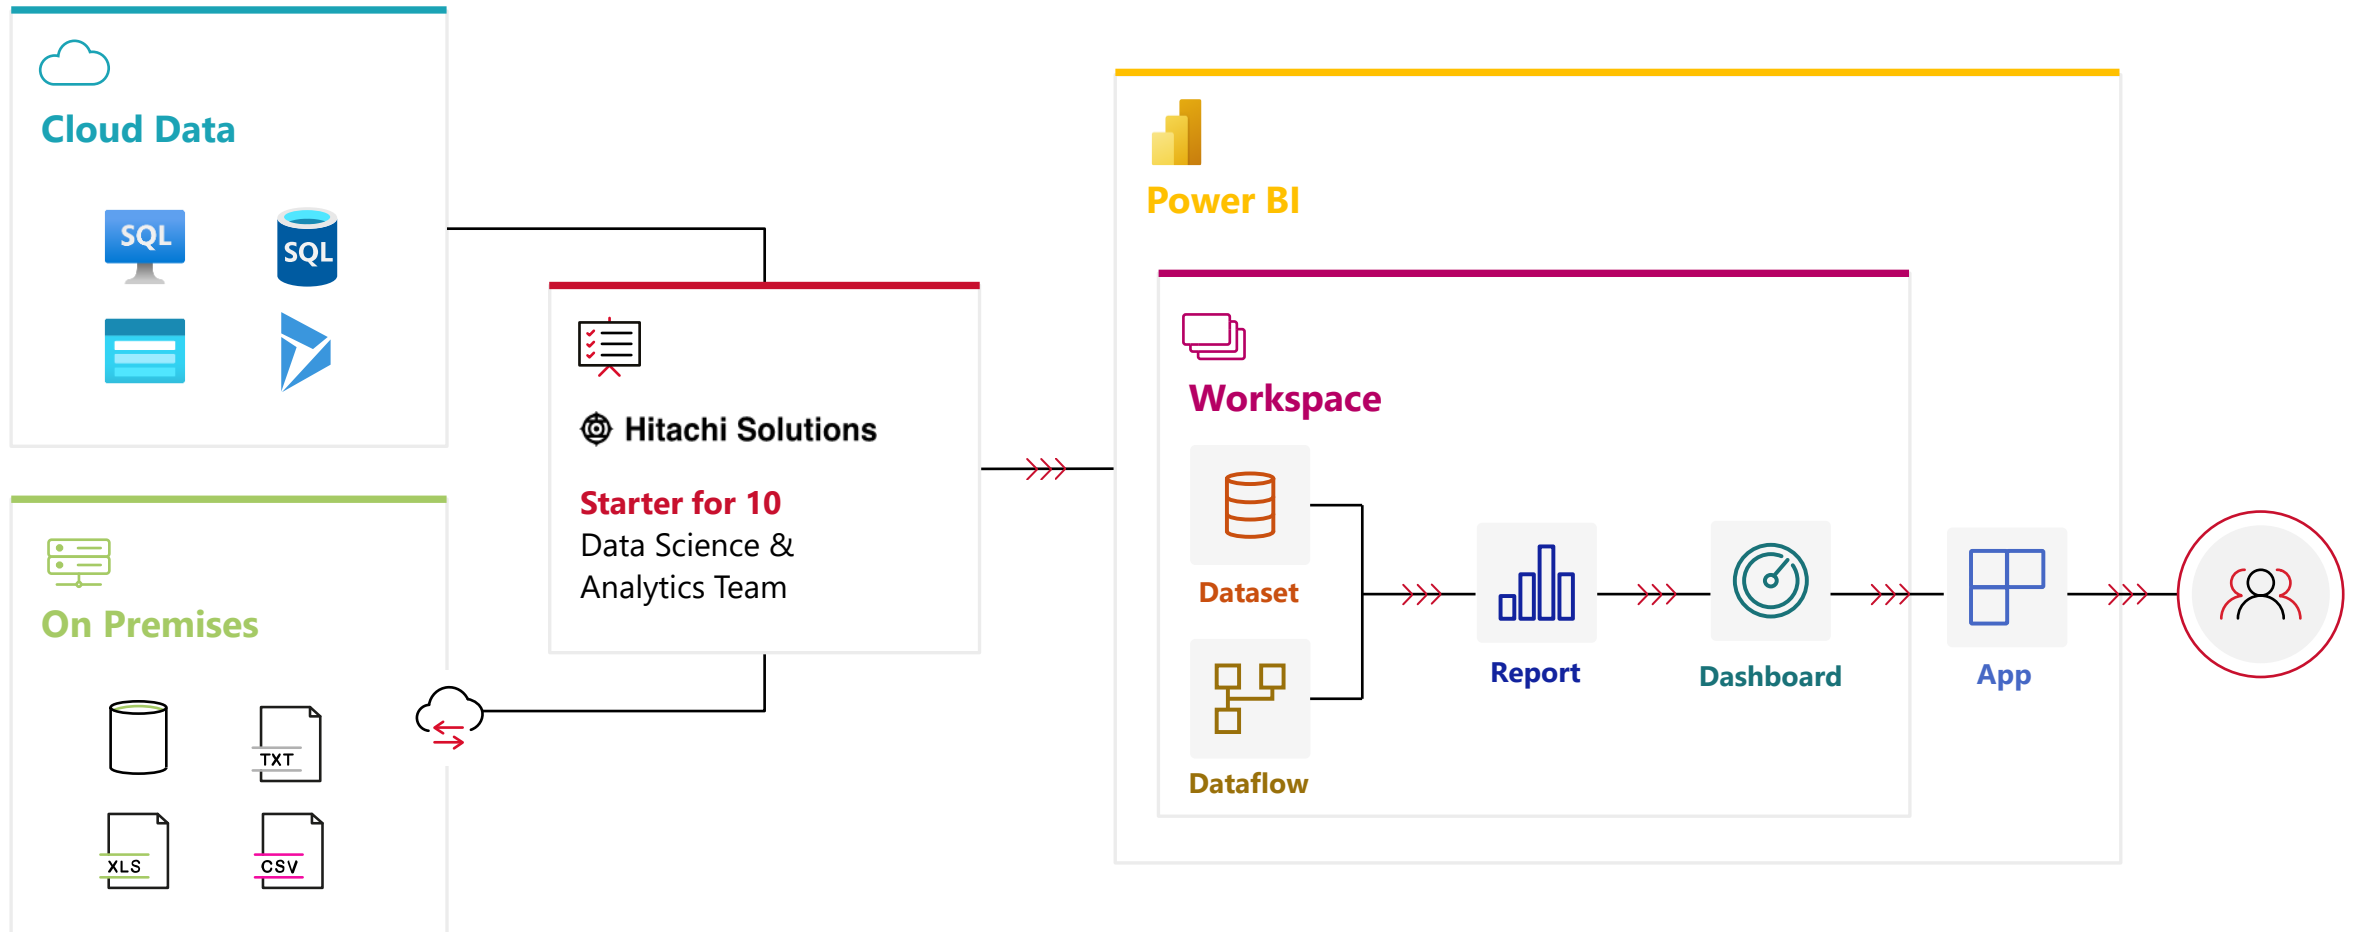 Cloud Data
SQL
SQL
On Premises
TXT
XLS
CSV
Hitachi Solutions
Starter for 10
Data Science &
Analytics Team
Power BI
Workspace
Dataset
Dataflow
Report
Dashboard
App